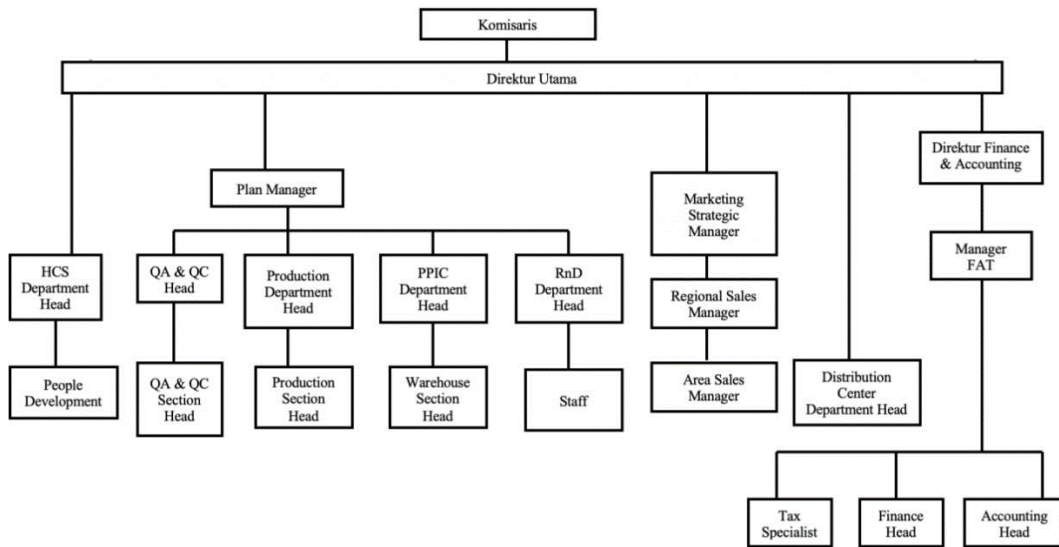 Komisaris
Direktur Utama
Direktur Finance
& Accounting
Plan Manager
Marketing
Strategic
Manager
Manager
FAT
HCS
Department
Head
QA & QC
Head
Production
Department
Head
PPIC
Department
Head
RnD
Department
Head
Regional Sales
Manager
People
Development
QA & QC
Section
Head
Production
Section
Head
Warehouse
Section
Head
Staff
Area Sales
Manager
Distribution
Center
Department Head
Tax
Specialist
Finance
Head
Accounting
Head